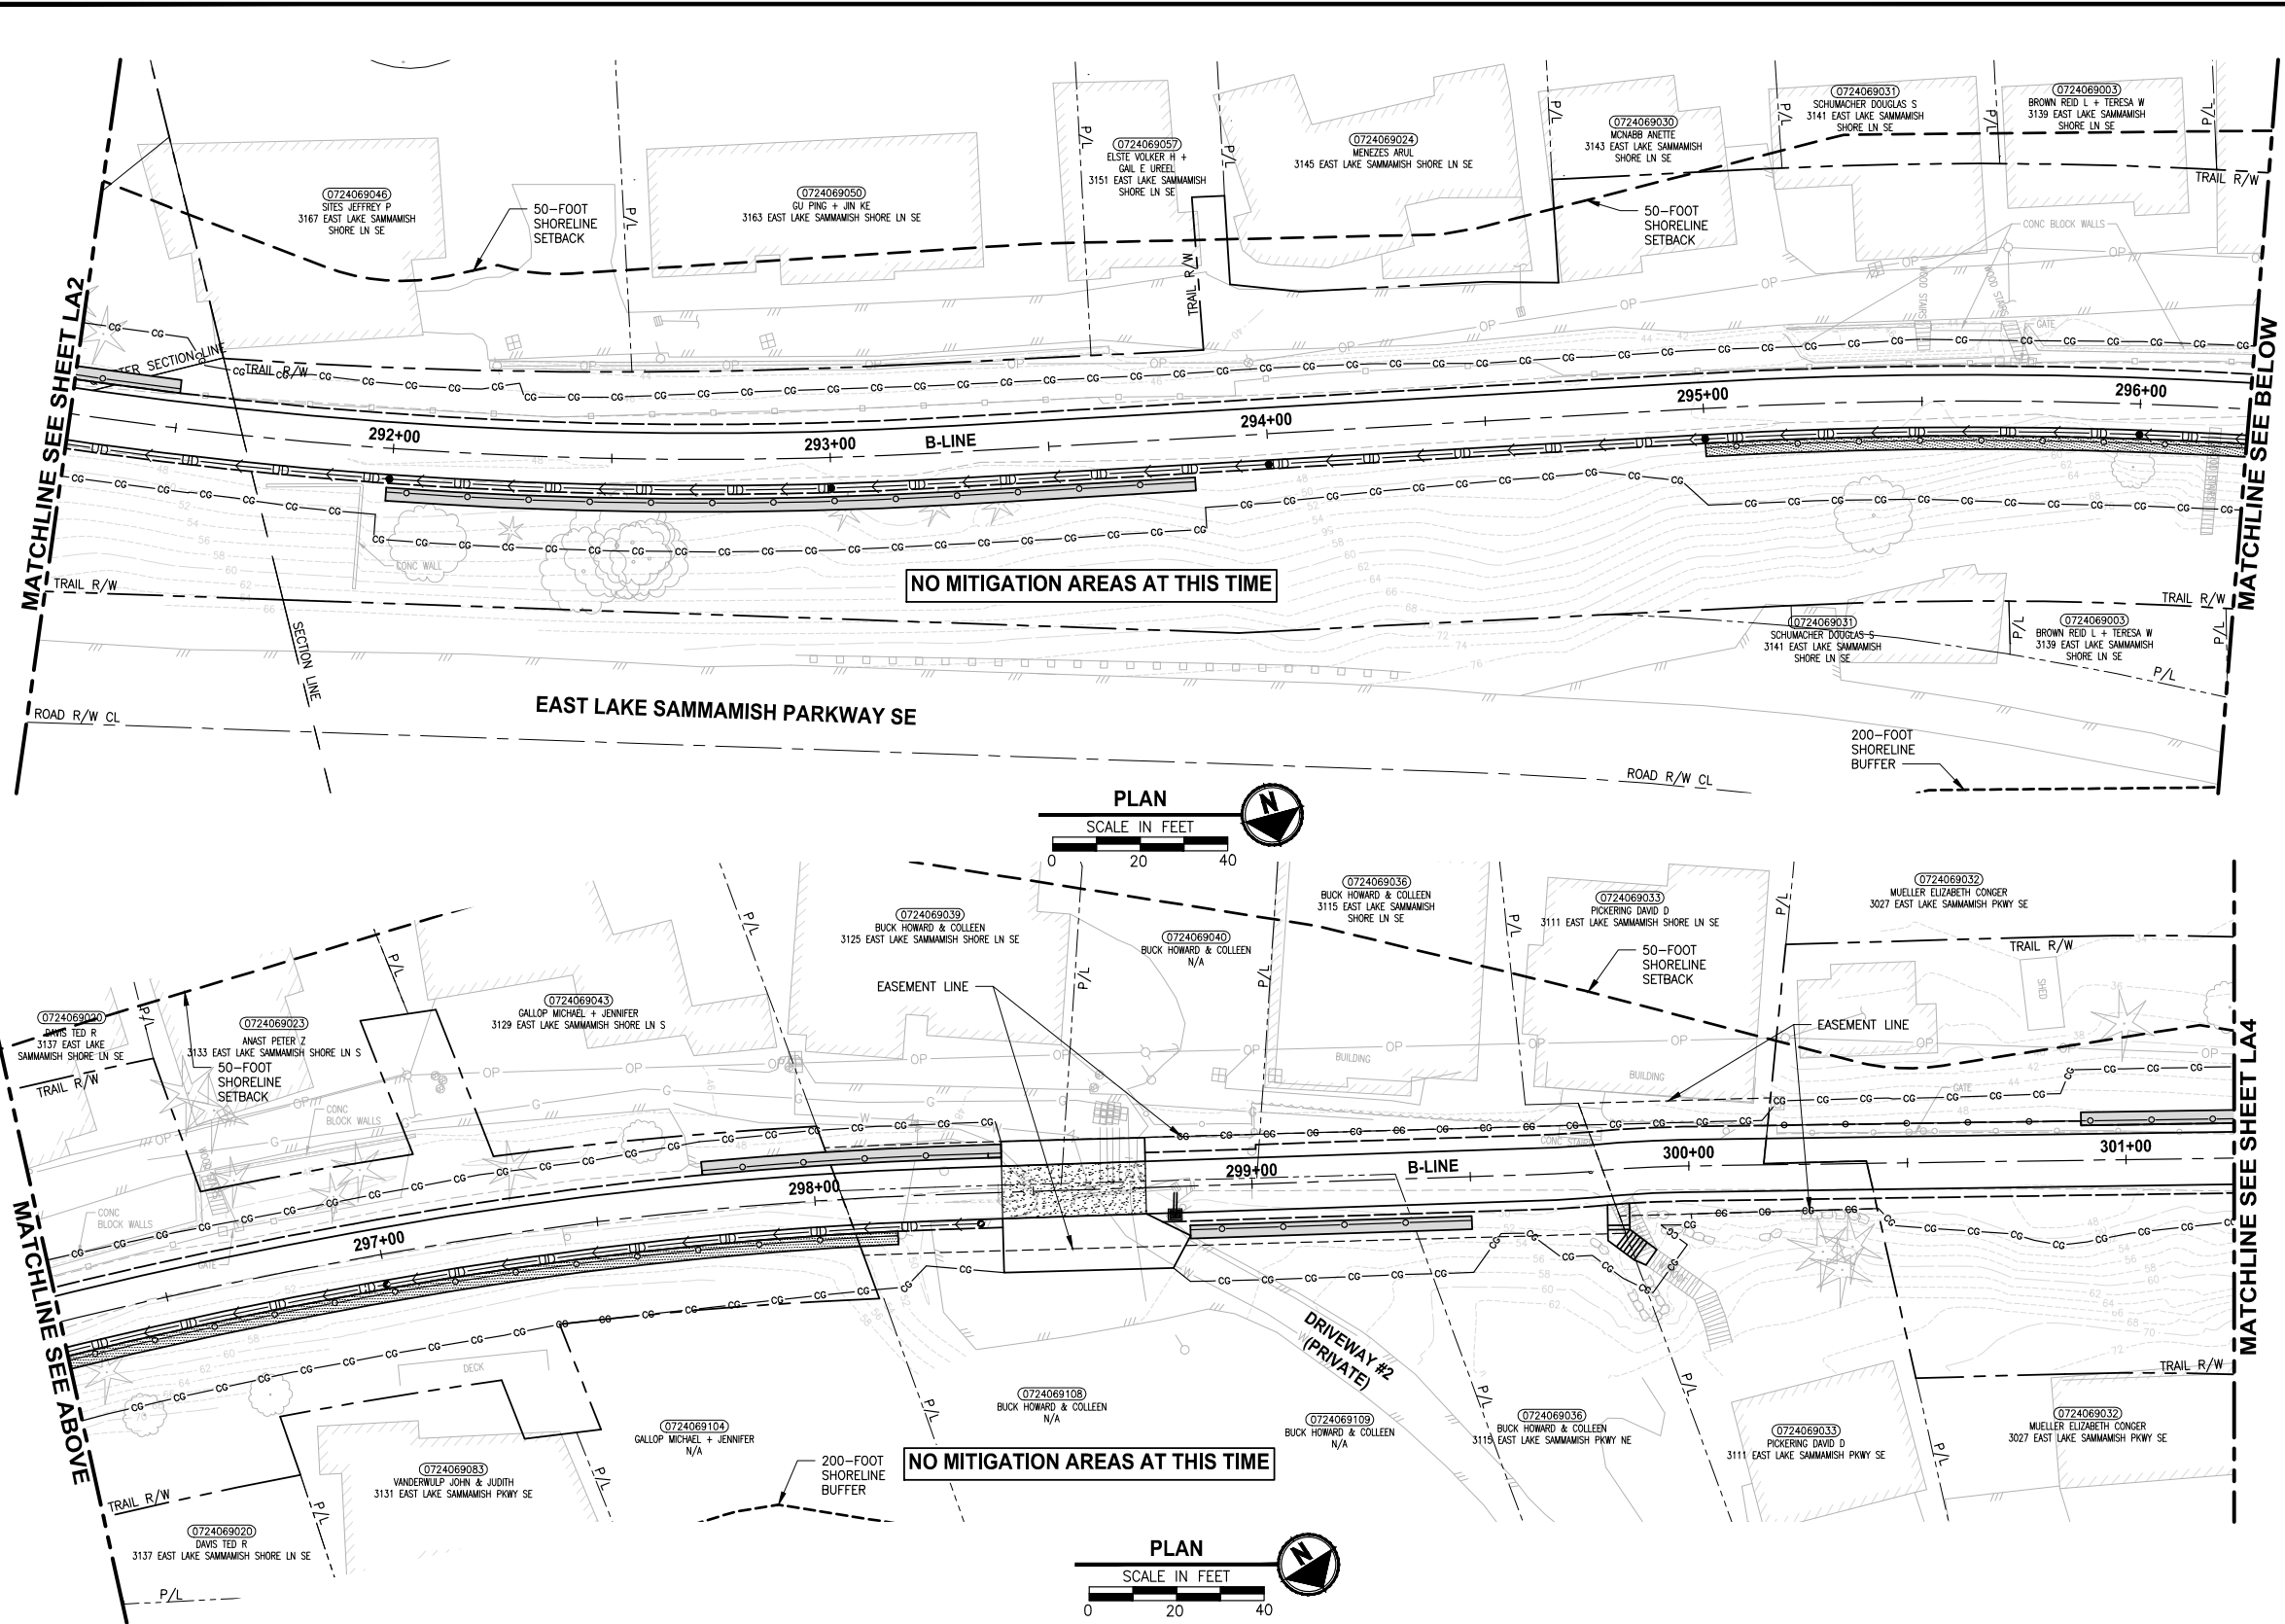 MATCHLINE SEE SHEET LA2
0724069046
SITES JEFFREY P
3167 EAST LAKE SAMMAMISH
SHORE LN SE
50-FOOT
SHORELINE
SETBACK
P/L
0724069050
GU PING + JIN KE
3163 EAST LAKE SAMMAMISH SHORE LN SE
P/L
0724069057
ELSTE VOLKER H +
GAIL E UREEL
3151 EAST LAKE SAMMAMISH
SHORE LN SE
P/L
TRAIL R/W
0724069024
MENEZES ARUL
3145 EAST LAKE SAMMAMISH SHORE LN SE
P/L
0724069030
MCNABB ANETTE
3143 EAST LAKE SAMMAMISH
SHORE LN SE
50-FOOT
SHORELINE
SETBACK
P/L
0724069031
SCHUMACHER DOUGLAS S
3141 EAST LAKE SAMMAMISH
SHORE LN SE
P/L
0724069003
BROWN REID L + TERESA W
3139 EAST LAKE SAMMAMISH
SHORE LN SE
P/L
TRAIL R/W
CONC BLOCK WALLS
WOOD STAIRS
WOOD STAIRS
GATE
MATCHLINE SEE BELOW
TER SECTION LINE
TRAIL R/W
292+00
293+00
B-LINE
294+00
295+00
296+00
CONC WALL
NO MITIGATION AREAS AT THIS TIME
TRAIL R/W
SECTION LINE
TRAIL R/W
0724069031
SCHUMACHER DOUGLAS S
3141 EAST LAKE SAMMAMISH
SHORE LN SE
P/L
0724069003
BROWN REID L + TERESA W
3139 EAST LAKE SAMMAMISH
SHORE LN SE
P/L
P/L
EAST LAKE SAMMAMISH PARKWAY SE
ROAD R/W CL
ROAD R/W CL
200-FOOT
SHORELINE
BUFFER
PLAN
N
SCALE IN FEET
0 20 40
0724069020
DAVIS TED R
3137 EAST LAKE
SAMMAMISH SHORE LN SE
TRAIL R/W
P/L
0724069023
ANAST PETER Z
3133 EAST LAKE SAMMAMISH SHORE LN S
50-FOOT
SHORELINE
SETBACK
P/L
CONC
BLOCK WALLS
0724069043
GALLOP MICHAEL + JENNIFER
3129 EAST LAKE SAMMAMISH SHORE LN S
P/L
0724069039
BUCK HOWARD & COLLEEN
3125 EAST LAKE SAMMAMISH SHORE LN SE
EASEMENT LINE
P/L
0724069040
BUCK HOWARD & COLLEEN
N/A
P/L
0724069036
BUCK HOWARD & COLLEEN
3115 EAST LAKE SAMMAMISH
SHORE LN SE
BUILDING
P/L
0724069033
PICKERING DAVID D
3111 EAST LAKE SAMMAMISH SHORE LN SE
50-FOOT
SHORELINE
SETBACK
BUILDING
P/L
0724069032
MUELLER ELIZABETH CONGER
3027 EAST LAKE SAMMAMISH PKWY SE
TRAIL R/W
SHED
EASEMENT LINE
GATE
MATCHLINE SEE SHEET LA4
MATCHLINE SEE ABOVE
CONC
BLOCK WALLS
GATE
297+00
298+00
299+00
B-LINE
300+00
301+00
DECK
DRIVEWAY #2
(PRIVATE)
TRAIL R/W
P/L
0724069020
DAVIS TED R
3137 EAST LAKE SAMMAMISH SHORE LN SE
P/L
0724069083
VANDERWULP JOHN & JUDITH
3131 EAST LAKE SAMMAMISH PKWY SE
P/L
0724069104
GALLOP MICHAEL + JENNIFER
N/A
200-FOOT
SHORELINE
BUFFER
P/L
0724069108
BUCK HOWARD & COLLEEN
N/A
NO MITIGATION AREAS AT THIS TIME
0724069109
BUCK HOWARD & COLLEEN
N/A
P/L
0724069036
BUCK HOWARD & COLLEEN
3115 EAST LAKE SAMMAMISH PKWY NE
P/L
0724069033
PICKERING DAVID D
3111 EAST LAKE SAMMAMISH PKWY SE
P/L
TRAIL R/W
0724069032
MUELLER ELIZABETH CONGER
3027 EAST LAKE SAMMAMISH PKWY SE
PLAN
N
SCALE IN FEET
0 20 40